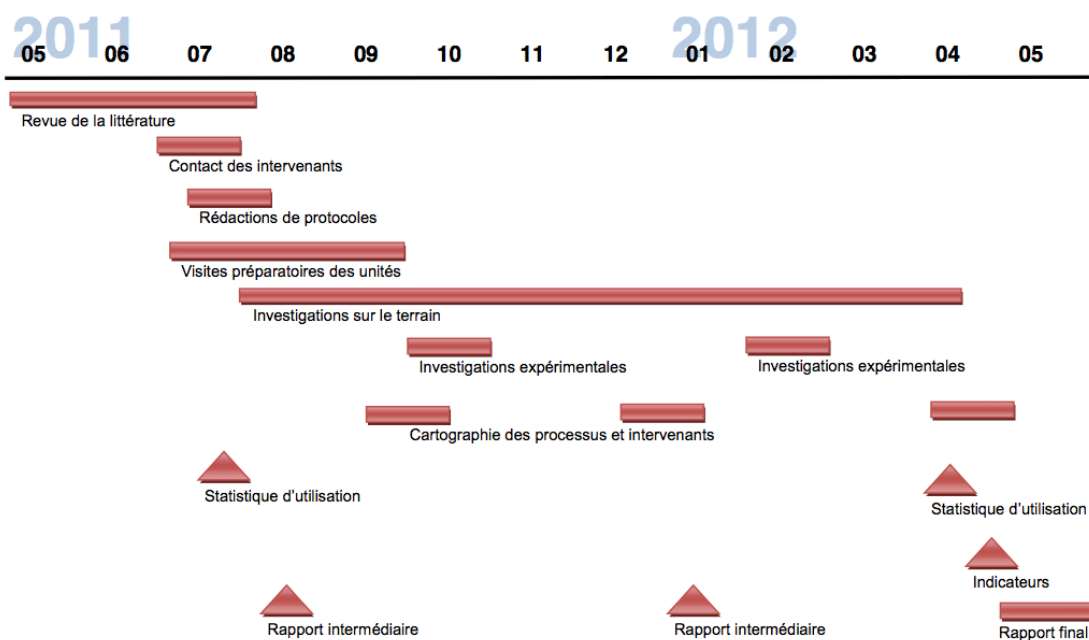 2011 2012
05 06 07 08 09 10 11 12 01 02 03 04 05
Revue de la littérature
Contact des intervenants
Rédactions de protocoles
Visites préparatoires des unités
Investigations sur le terrain
Investigations expérimentales Investigations expérimentales
Cartographie des processus et intervenants
Statistique d'utilisation Statistique d'utilisation
Indicateurs
Rapport intermédiaire Rapport intermédiaire Rapport final